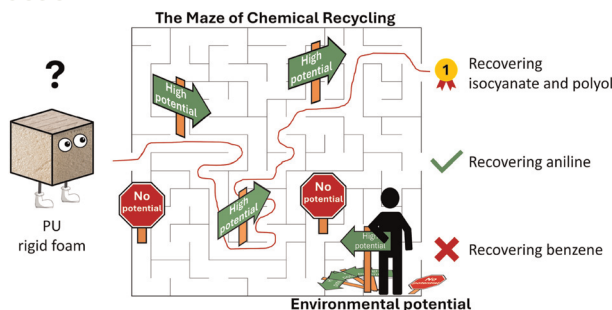 The Maze of Chemical Recycling
?
High
potential
High
potential
1
Recovering
isocyanate and polyol
No
potential
High
potential
No
potential
Recovering aniline
High
potential
PU
rigid foam
Recovering benzene
Environmental potential